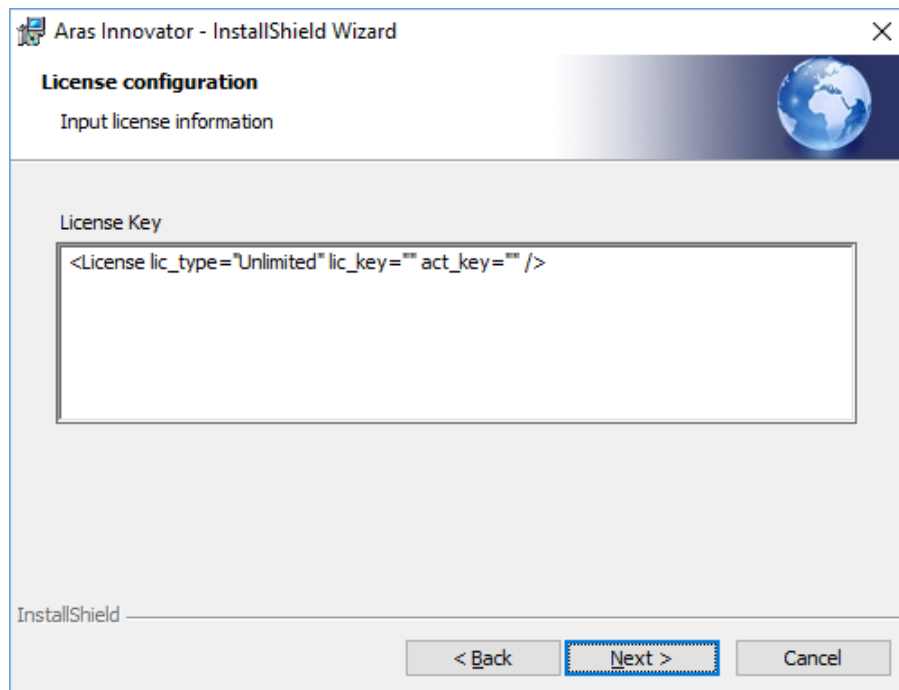 Aras Innovator - InstallShield Wizard
License configuration
Input license information
License Key
<License lic_type="Unlimited" lic_key="" act_key="" />
InstallShield
< Back
Next >
Cancel